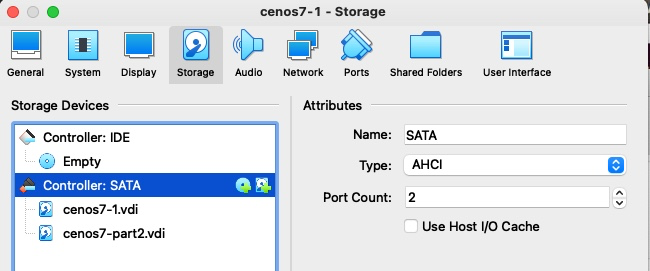 cenos7-1 - Storage
General System Display Storage Audio Network Ports Shared Folders User Interface
Storage Devices
Attributes
Controller: IDE
Name: SATA
Empty
Type: AHCI
Controller: SATA
Port Count: 2
cenos7-1.vdi
Use Host I/O Cache
cenos7-part2.vdi